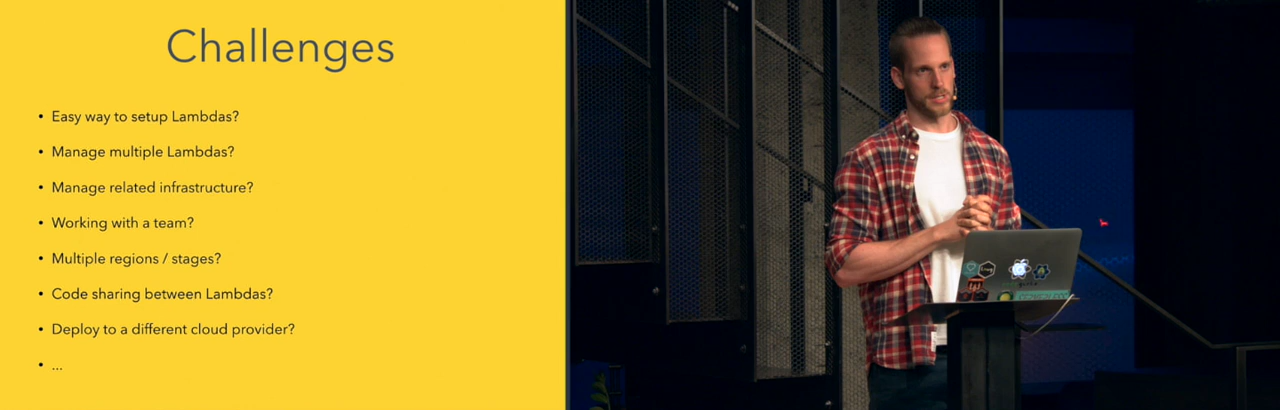 Challenges
• Easy way to setup Lambdas?
• Manage multiple Lambdas?
• Manage related infrastructure?
• Working with a team?
• Multiple regions / stages?
• Code sharing between Lambdas?
• Deploy to a different cloud provider?
• ...